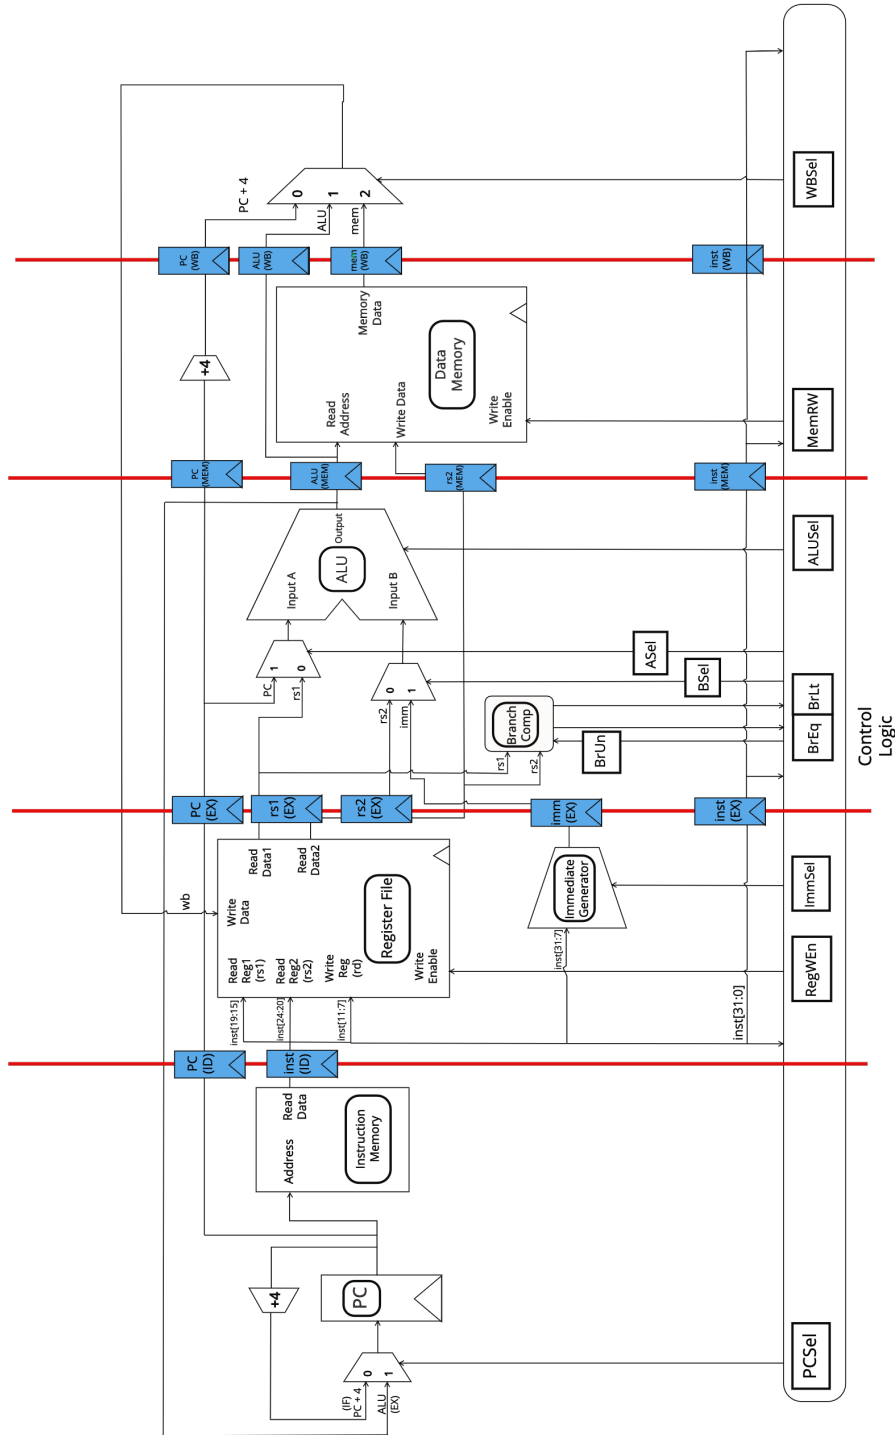 (IF)
PC + 4
ALU
(EX)
0
1
+4
PC
Address
Read
Data
Instruction
Memory
PC
(ID)
inst
(ID)
inst[19:15]
inst[24:20]
inst[11:7]
inst[31:7]
inst[31:0]
wb
Write
Data
Read
Reg1
(rs1)
Read
Reg2
(rs2)
Write
Reg
(rd)
Write
Enable
Read
Data1
Read
Data2
Register File
Immediate
Generator
PC
(EX)
rs1
(EX)
rs2
(EX)
imm
(EX)
inst
(EX)
PC
rs1
1
0
rs2
imm
0
1
rs1
rs2
Branch
Comp
Input A
Input B
ALU
Output
PC
(MEM)
ALU
(MEM)
rs2
(MEM)
inst
(MEM)
+4
Read
Address
Write Data
Write
Enable
Memory
Data
Data
Memory
PC
(WB)
ALU
(WB)
mem
(WB)
inst
(WB)
PC + 4
ALU
mem
0
1
2
PCSel
RegWEn
ImmSel
BrUn
BrEq
BrLt
BSel
ASel
ALUSel
MemRW
WBSel
Control
Logic